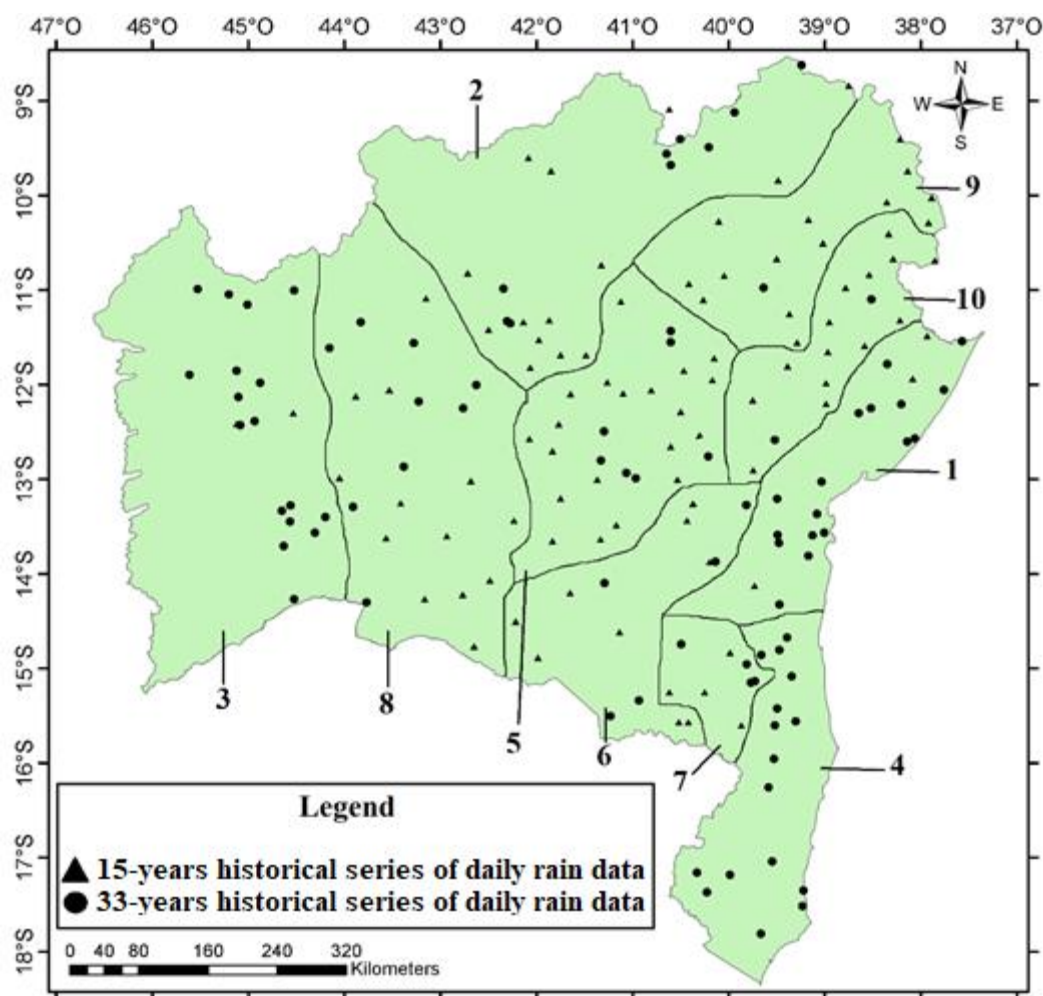 47°O 46°O 45°O 44°O 43°O 42°O 41°O 40°O 39°O 38°O 37°O
2
N
W E
S
9°S
9
10°S
11°S
10
12°S
1
13°S
14°S
15°S
3 8 5 6 7 4
16°S
Legend
15-years historical series of daily rain data
33-years historical series of daily rain data
17°S
18°S
0 40 80 160 240 320
Kilometers